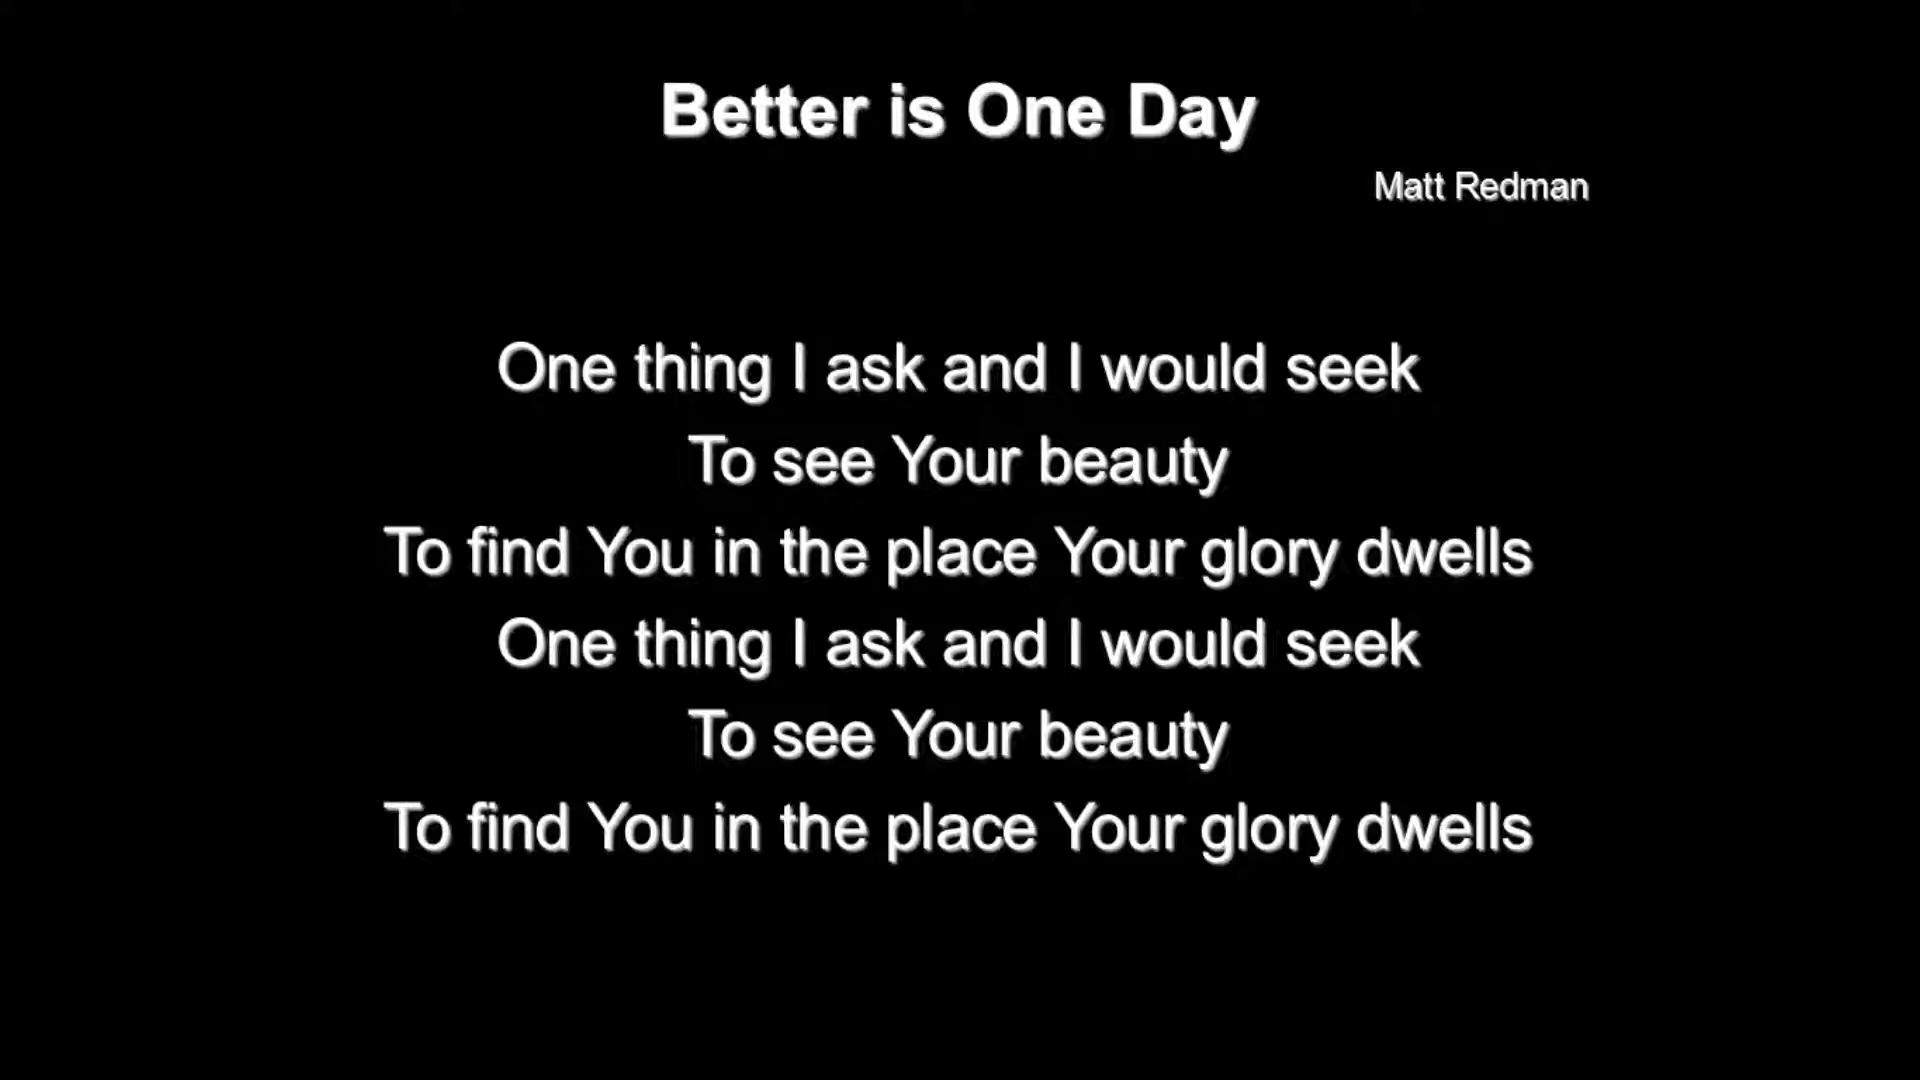 Better is One Day
Matt Redman
One thing I ask and I would seek
To see Your beauty
To find You in the place Your glory dwells
One thing I ask and I would seek
To see Your beauty
To find You in the place Your glory dwells